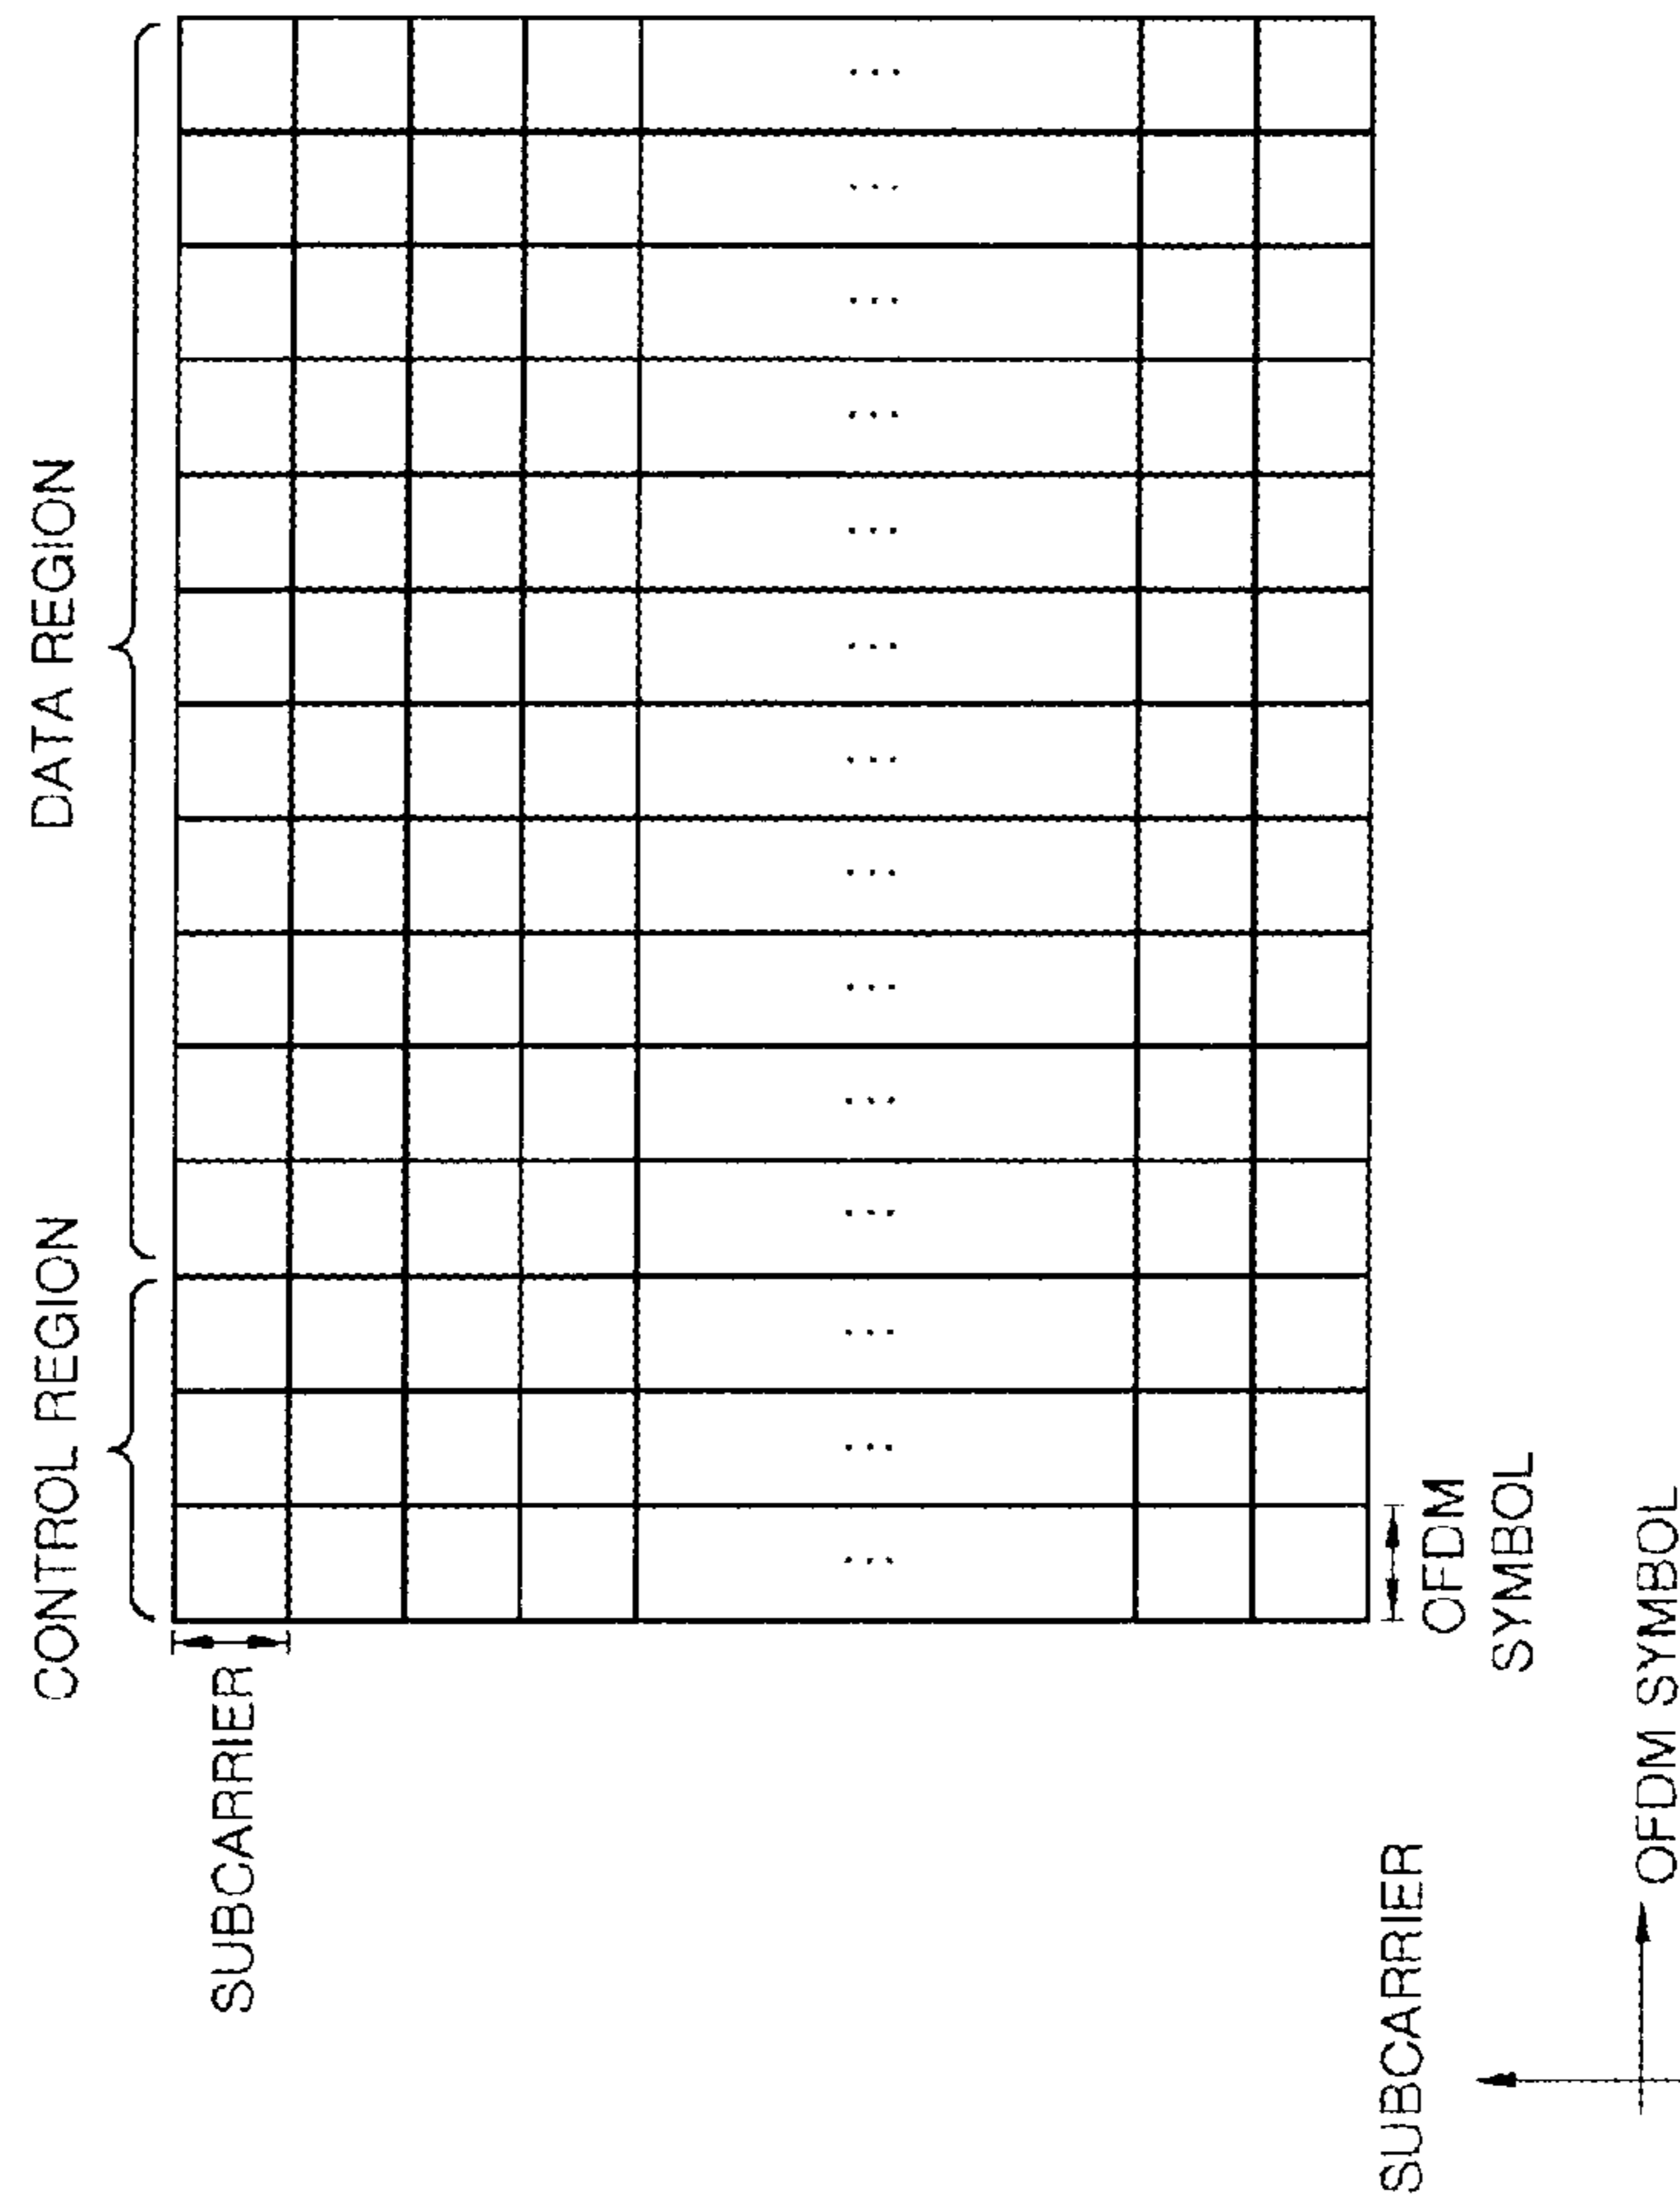 CONTROL REGION
DATA REGION
SUBCARRIER
OFDM
SYMBOL
SUBCARRIER
OFDM SYMBOL